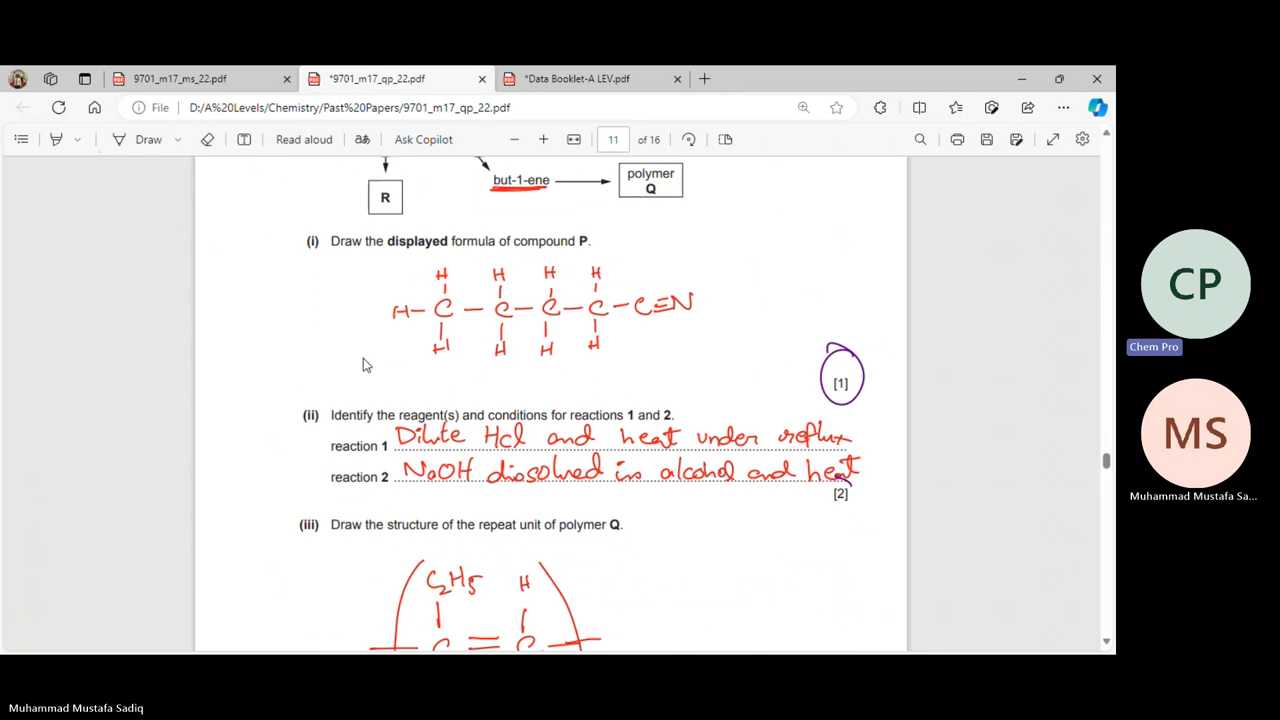 9701_m17_ms_22.pdf
*9701_m17_qp_22.pdf
*Data Booklet-A LEV.pdf
File
D:/A%20Levels/Chemistry/Past%20Papers/9701_m17_qp_22.pdf
Draw
Read aloud
Ask Copilot
11 of 16
R
but-1-ene
polymer
Q
(i) Draw the displayed formula of compound P.
H H H H
H-C-C-C-C-C≡N
H H H H
[1]
(ii) Identify the reagent(s) and conditions for reactions 1 and 2.
reaction 1 Dilute HCl and heat under reflux
reaction 2 NaOH dissolved in alcohol and heat
[2]
(iii) Draw the structure of the repeat unit of polymer Q.
C2H5 H
C=C
CP
Chem Pro
MS
Muhammad Mustafa Sa...
Muhammad Mustafa Sadiq